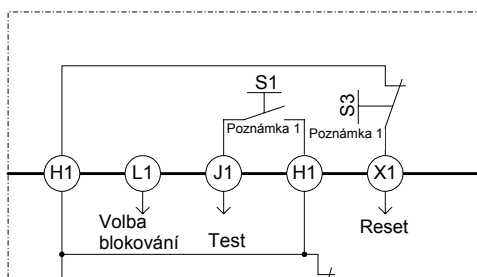 S1
S3
Poznámka 1
Poznámka 1
H1 L1 J1 H1 X1
Volba
blokování
Test
Reset